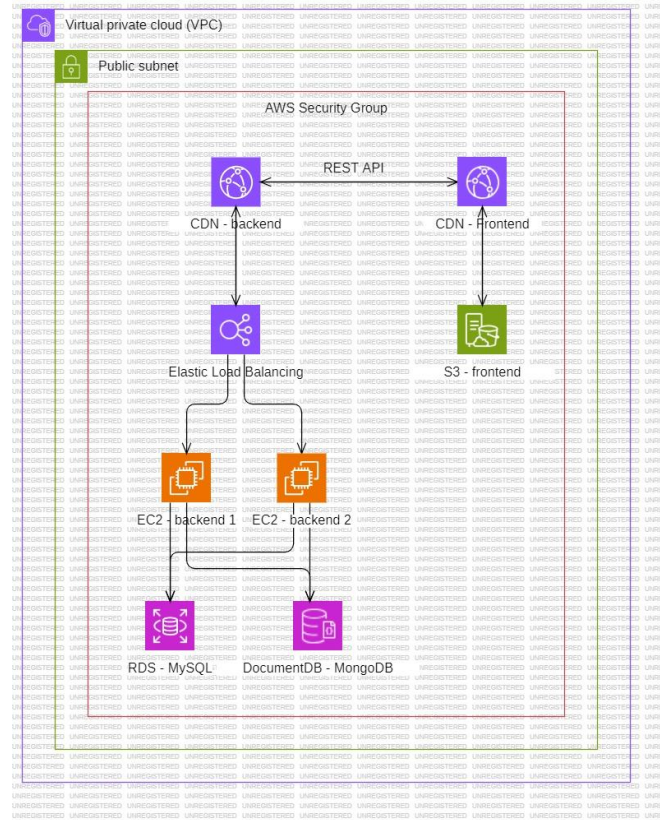 Virtual private cloud (VPC)
Public subnet
AWS Security Group
REST API
CDN - backend
CDN - Frontend
Elastic Load Balancing
S3 - frontend
EC2 - backend 1
EC2 - backend 2
RDS - MySQL
DocumentDB - MongoDB
UNREGISTERED